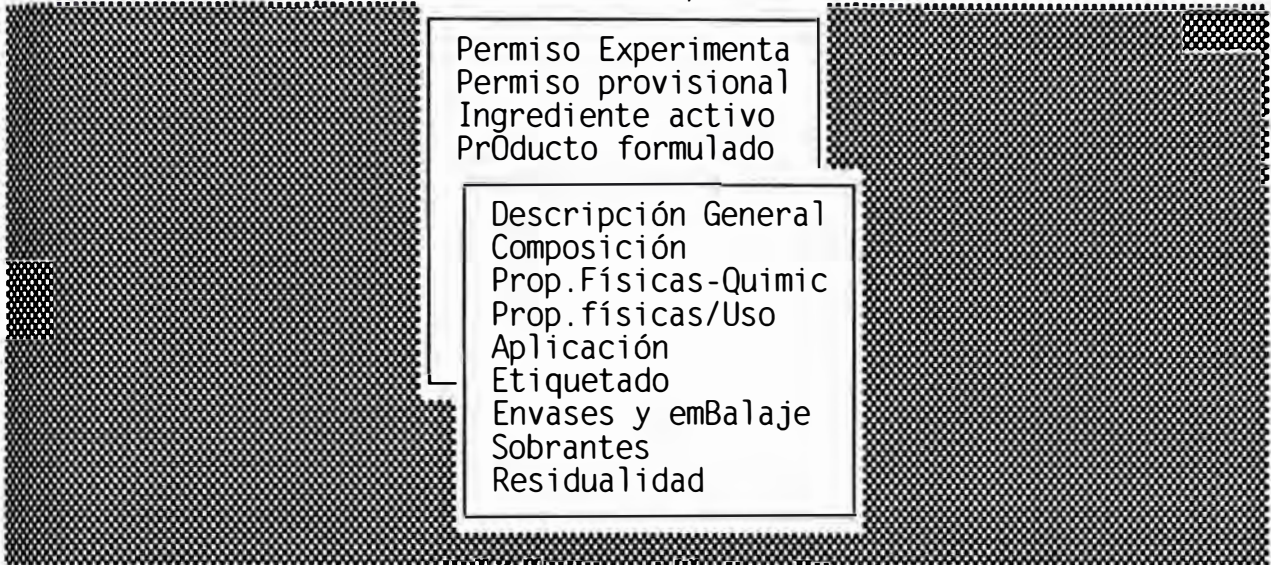 Permiso Experimenta
Permiso provisional
Ingrediente activo
PrOducto formulado
Descripción General
Composición
Prop.Físicas-Quimic
Prop.físicas/Uso
Aplicación
Etiquetado
Envases y emBalaje
Sobrantes
Residualidad